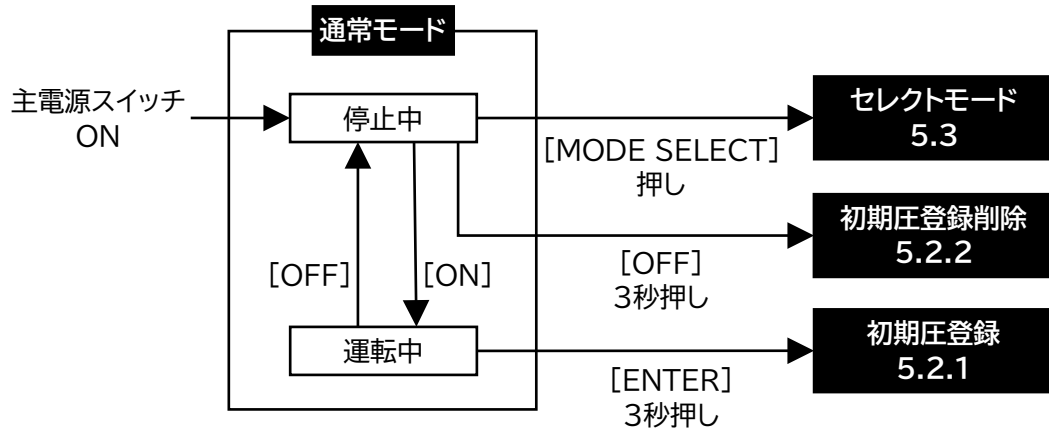 通常モード
主電源スイッチ
ON
停止中
[MODE SELECT]
押し
セレクトモード
5.3
[OFF]
3秒押し
初期圧登録削除
5.2.2
[OFF]
[ON]
運転中
[ENTER]
3秒押し
初期圧登録
5.2.1